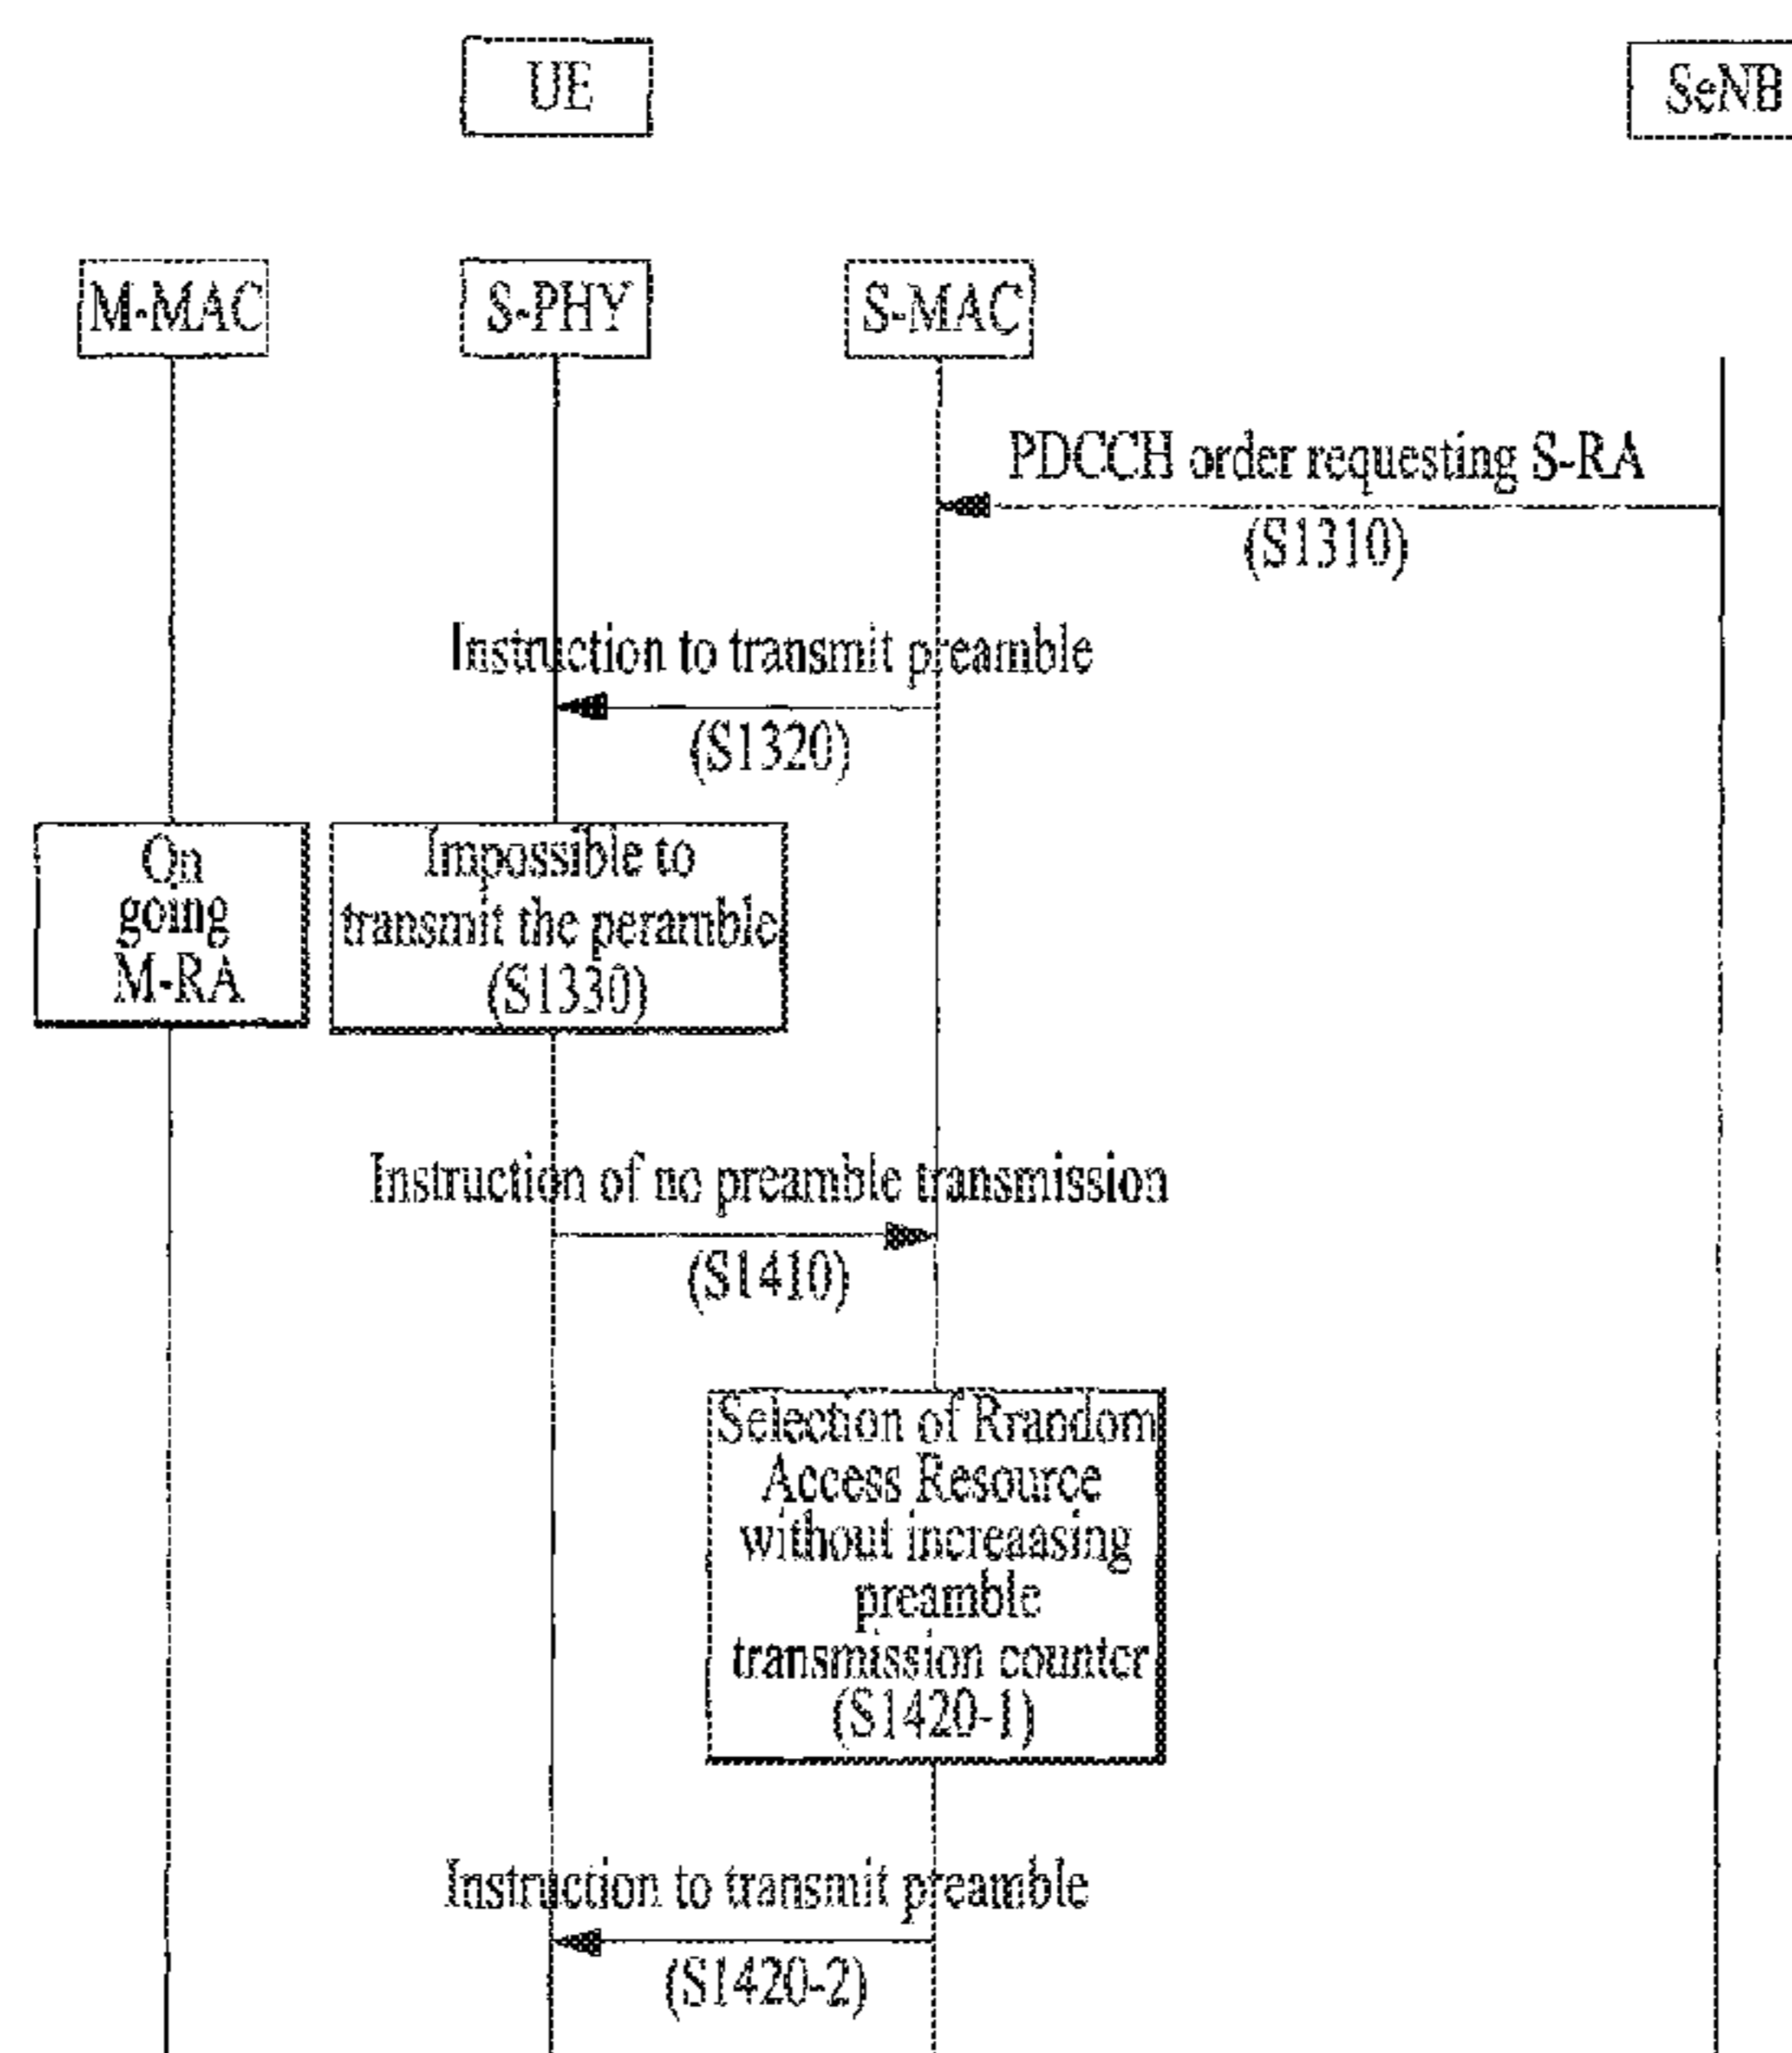 UE
SeNB
M-MAC
S-PHY
S-MAC
PDCCH order requesting S-RA
(S1310)
Instruction to transmit preamble
(S1320)
On
going
M-RA
Impossible to
transmit the peramble
(S1330)
Instruction of no preamble transmission
(S1410)
Selection of Rrandom
Access Resource
without increaasing
preamble
transmission counter
(S1420-1)
Instruction to transmit preamble
(S1420-2)